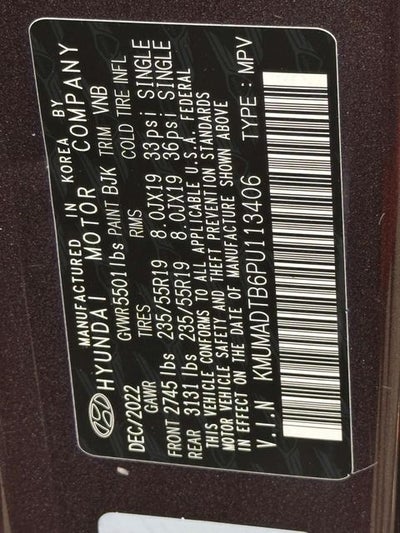 MANUFACTURED IN KOREA BY
HYUNDAI MOTOR COMPANY
DEC/2022 GVWR5501lbs PAINT BJK TRIM VNB
GAWR TIRES RIMS COLD TIRE INFL
FRONT 2745 lbs 235/55R19 8.0JX19 33psi SINGLE
REAR 3131 lbs 235/55R19 8.0JX19 36psi SINGLE
THIS VEHICLE CONFORMS TO ALL APPLICABLE U.S.A. FEDERAL
MOTOR VEHICLE SAFETY AND THEFT PREVENTION STANDARDS
IN EFFECT ON THE DATE OF MANUFACTURE SHOWN ABOVE
V.I.N KMUMADTB6PU113406 TYPE : MPV